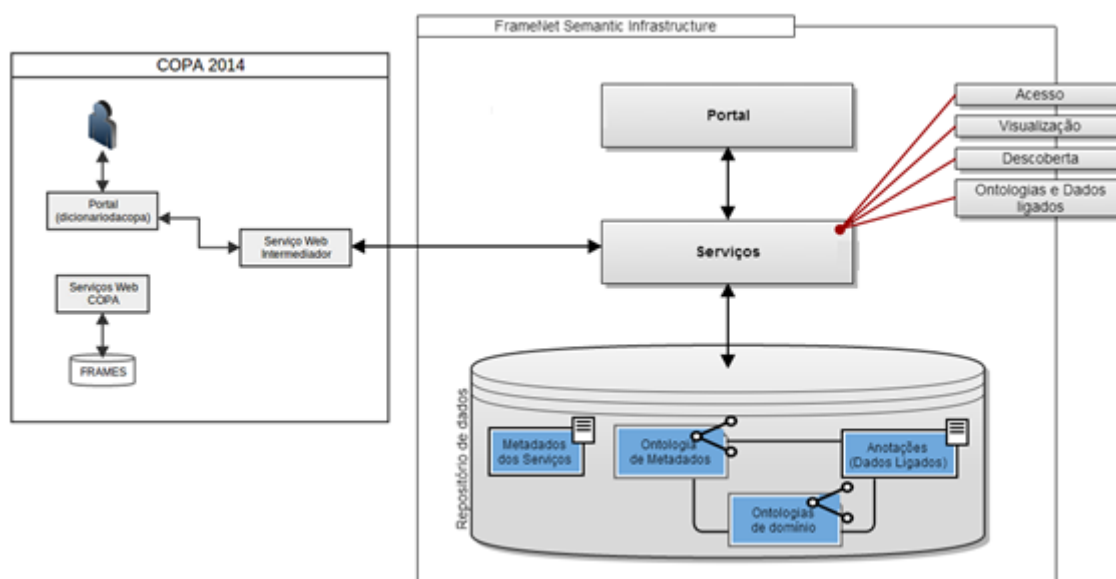 FrameNet Semantic Infrastructure
COPA 2014
Portal
(dicionariodacopa)
Serviço Web
Intermediador
Serviços Web
COPA
FRAMES
Portal
Serviços
Acesso
Visualização
Descoberta
Ontologias e Dados
ligados
Repositório de dados
Metadados
dos Serviços
Ontologia
de Metadados
Anotações
(Dados Ligados)
Ontologias
de domínio